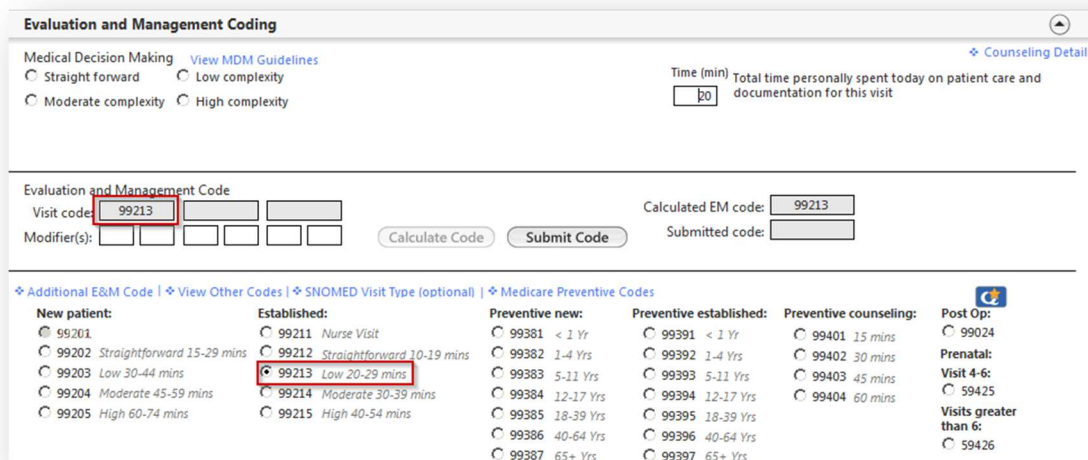 Evaluation and Management Coding
Medical Decision Making View MDM Guidelines
❖ Counseling Detail
Straight forward Low complexity
Moderate complexity High complexity
Time (min) Total time personally spent today on patient care and
20 documentation for this visit
Evaluation and Management Code
Visit code: 99213
Calculated EM code: 99213
Modifier(s):
Calculate Code Submit Code
Submitted code:
❖ Additional E&M Code | ❖ View Other Codes | ❖ SNOMED Visit Type (optional) | ❖ Medicare Preventive Codes
New patient:
99201
99202 Straightforward 15-29 mins
99203 Low 30-44 mins
99204 Moderate 45-59 mins
99205 High 60-74 mins
Established:
99211 Nurse Visit
99212 Straightforward 10-19 mins
99213 Low 20-29 mins
99214 Moderate 30-39 mins
99215 High 40-54 mins
Preventive new:
99381 < 1 Yr
99382 1-4 Yrs
99383 5-11 Yrs
99384 12-17 Yrs
99385 18-39 Yrs
99386 40-64 Yrs
99387 65+ Yrs
Preventive established:
99391 < 1 Yr
99392 1-4 Yrs
99393 5-11 Yrs
99394 12-17 Yrs
99395 18-39 Yrs
99396 40-64 Yrs
99397 65+ Yrs
Preventive counseling:
99401 15 mins
99402 30 mins
99403 45 mins
99404 60 mins
Post Op:
99024
Prenatal:
Visit 4-6:
59425
Visits greater
than 6:
59426